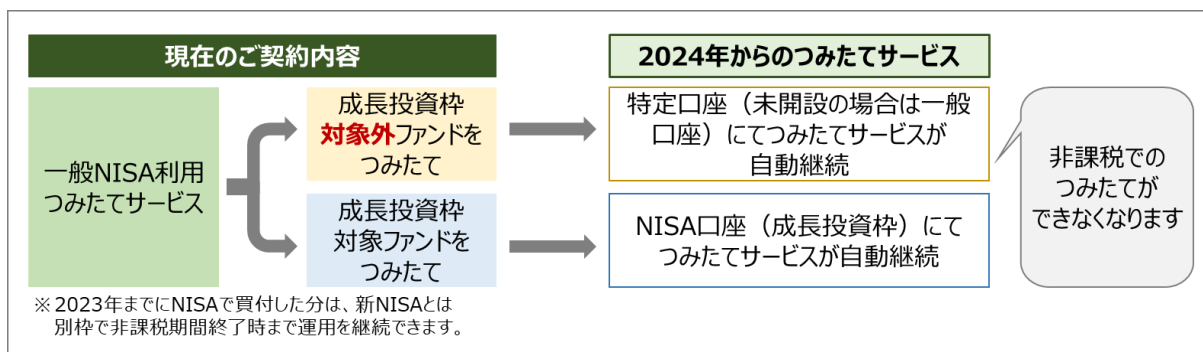 現在のご契約内容
2024年からのつみたてサービス
一般NISA利用
つみたてサービス
成長投資枠
対象外ファンドを
つみたて
特定口座（未開設の場合は一般
口座）にてつみたてサービスが
自動継続
非課税での
つみたてが
できなくなります
成長投資枠
対象ファンドを
つみたて
NISA口座（成長投資枠）にて
つみたてサービスが自動継続
※2023年までにNISAで買付した分は、新NISAとは
別枠で非課税期間終了時まで運用を継続できます。